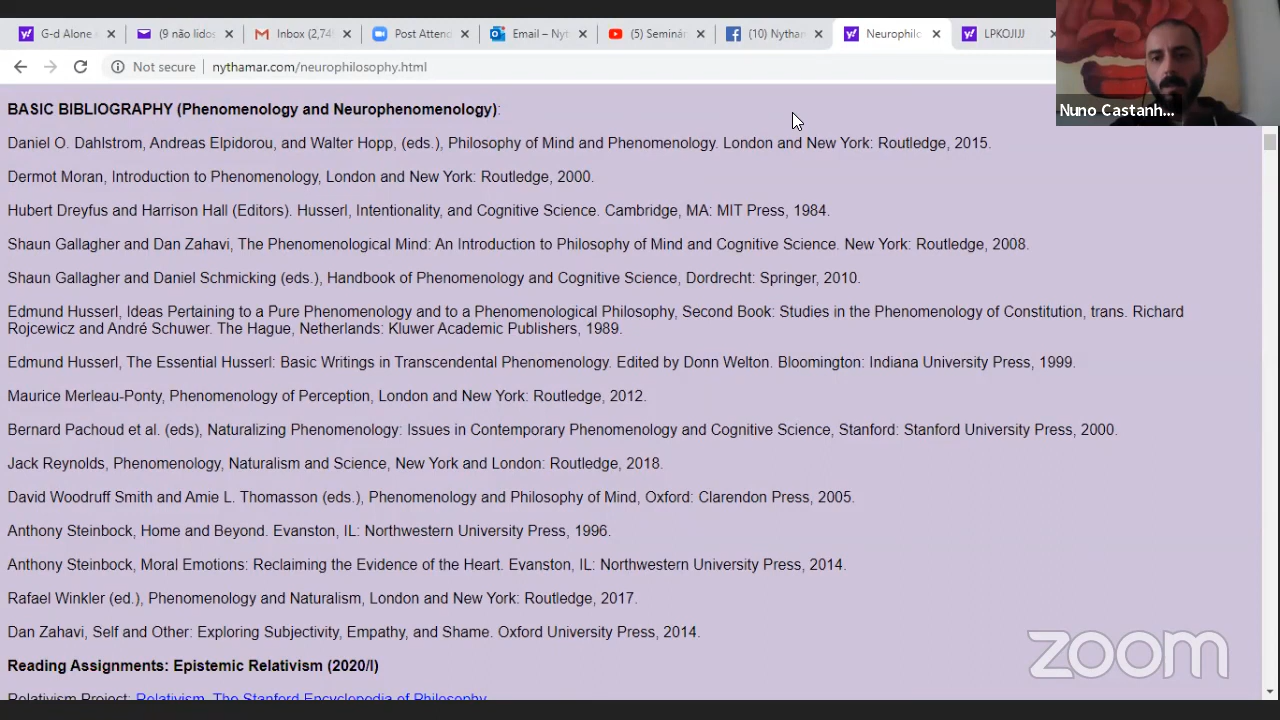 G-d Alone
(9 não lidos
Inbox (2,74
Post Attend
Email – Nyt
(5) Seminár
(10) Nythan
Neurophilo
LPKOJIJJ
Not secure
nythamar.com/neurophilosophy.html
Nuno Castanh...
BASIC BIBLIOGRAPHY (Phenomenology and Neurophenomenology):
Daniel O. Dahlstrom, Andreas Elpidorou, and Walter Hopp, (eds.), Philosophy of Mind and Phenomenology. London and New York: Routledge, 2015.
Dermot Moran, Introduction to Phenomenology, London and New York: Routledge, 2000.
Hubert Dreyfus and Harrison Hall (Editors). Husserl, Intentionality, and Cognitive Science. Cambridge, MA: MIT Press, 1984.
Shaun Gallagher and Dan Zahavi, The Phenomenological Mind: An Introduction to Philosophy of Mind and Cognitive Science. New York: Routledge, 2008.
Shaun Gallagher and Daniel Schmicking (eds.), Handbook of Phenomenology and Cognitive Science, Dordrecht: Springer, 2010.
Edmund Husserl, Ideas Pertaining to a Pure Phenomenology and to a Phenomenological Philosophy, Second Book: Studies in the Phenomenology of Constitution, trans. Richard
Rojcewicz and André Schuwer. The Hague, Netherlands: Kluwer Academic Publishers, 1989.
Edmund Husserl, The Essential Husserl: Basic Writings in Transcendental Phenomenology. Edited by Donn Welton. Bloomington: Indiana University Press, 1999.
Maurice Merleau-Ponty, Phenomenology of Perception, London and New York: Routledge, 2012.
Bernard Pachoud et al. (eds), Naturalizing Phenomenology: Issues in Contemporary Phenomenology and Cognitive Science, Stanford: Stanford University Press, 2000.
Jack Reynolds, Phenomenology, Naturalism and Science, New York and London: Routledge, 2018.
David Woodruff Smith and Amie L. Thomasson (eds.), Phenomenology and Philosophy of Mind, Oxford: Clarendon Press, 2005.
Anthony Steinbock, Home and Beyond. Evanston, IL: Northwestern University Press, 1996.
Anthony Steinbock, Moral Emotions: Reclaiming the Evidence of the Heart. Evanston, IL: Northwestern University Press, 2014.
Rafael Winkler (ed.), Phenomenology and Naturalism, London and New York: Routledge, 2017.
Dan Zahavi, Self and Other: Exploring Subjectivity, Empathy, and Shame. Oxford University Press, 2014.
Reading Assignments: Epistemic Relativism (2020/I)
Relativism Project: Relativism, The Stanford Encyclopedia of Philosophy
zoom